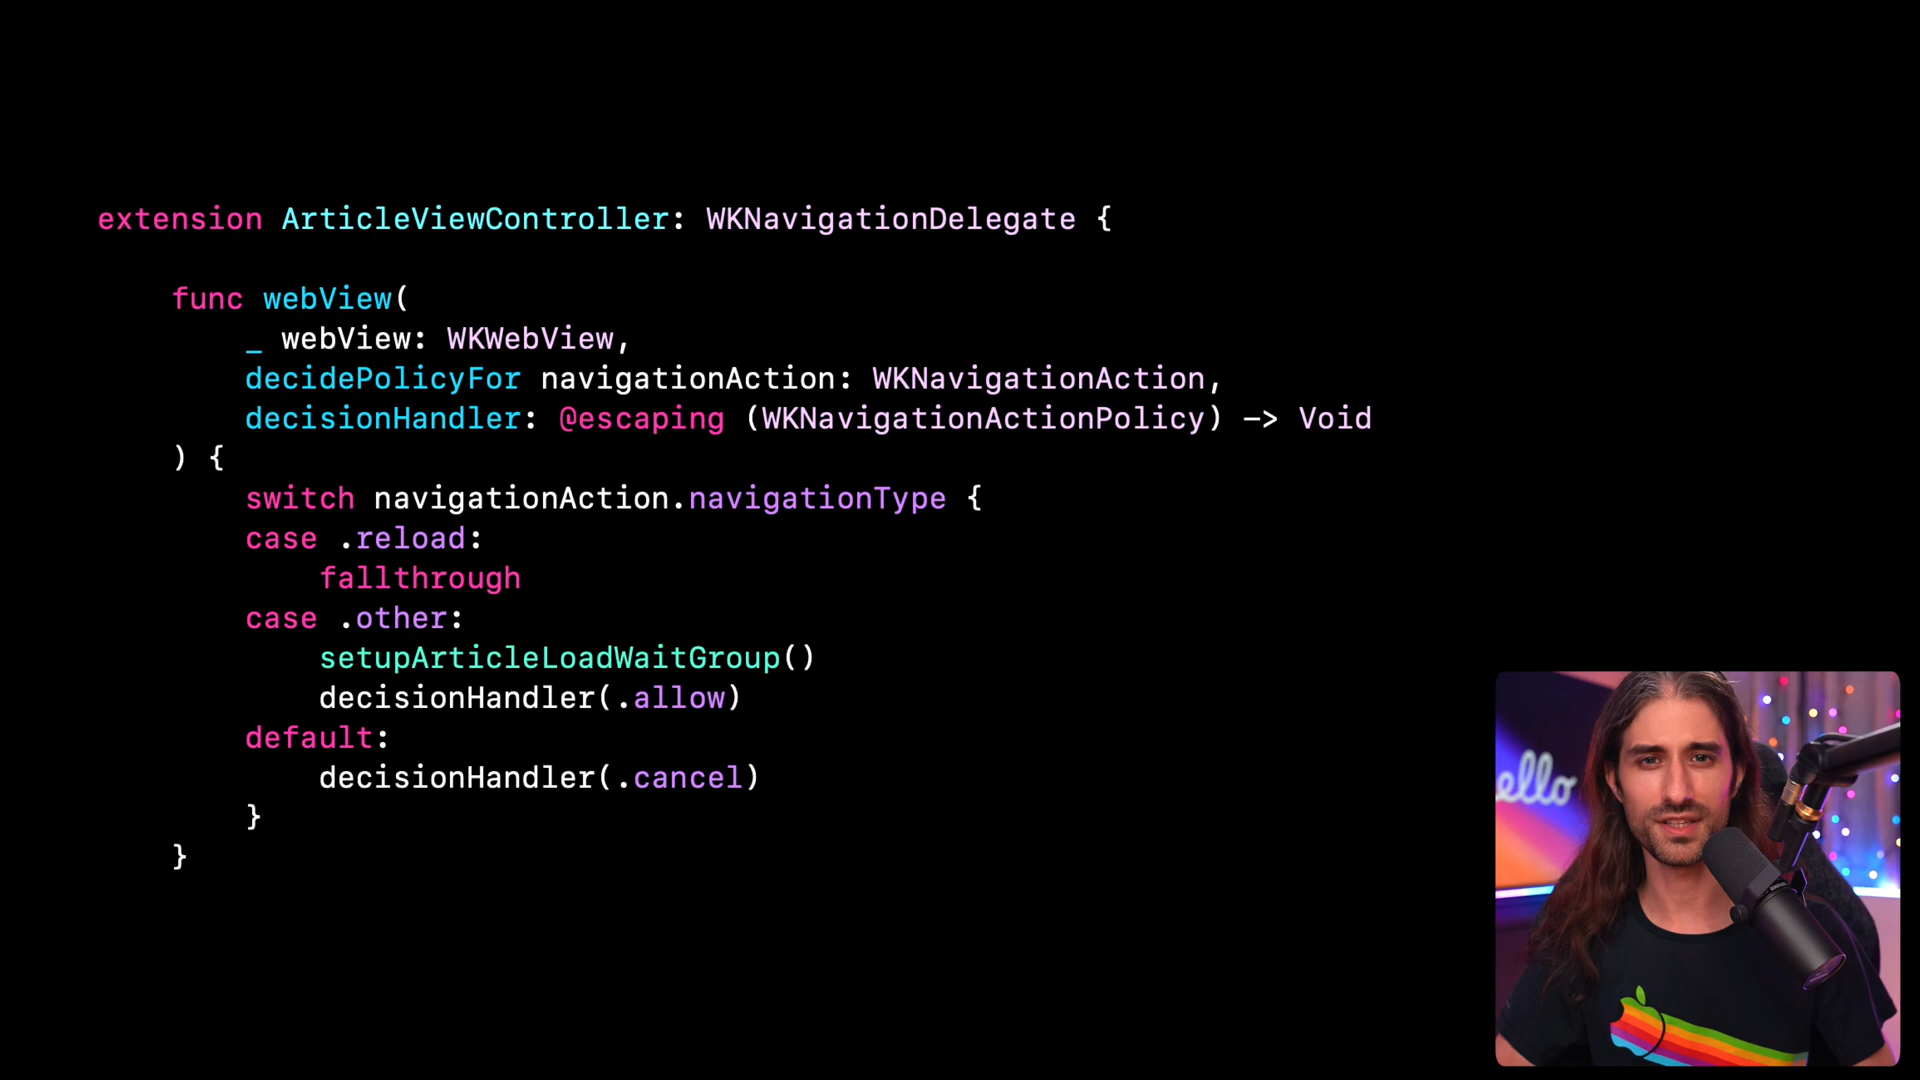 extension ArticleViewController: WKNavigationDelegate {
func webView(
_ webView: WKWebView,
decidePolicyFor navigationAction: WKNavigationAction,
decisionHandler: @escaping (WKNavigationActionPolicy) -> Void
) {
switch navigationAction.navigationType {
case .reload:
fallthrough
case .other:
setupArticleLoadWaitGroup()
decisionHandler(.allow)
default:
decisionHandler(.cancel)
}
}
ello